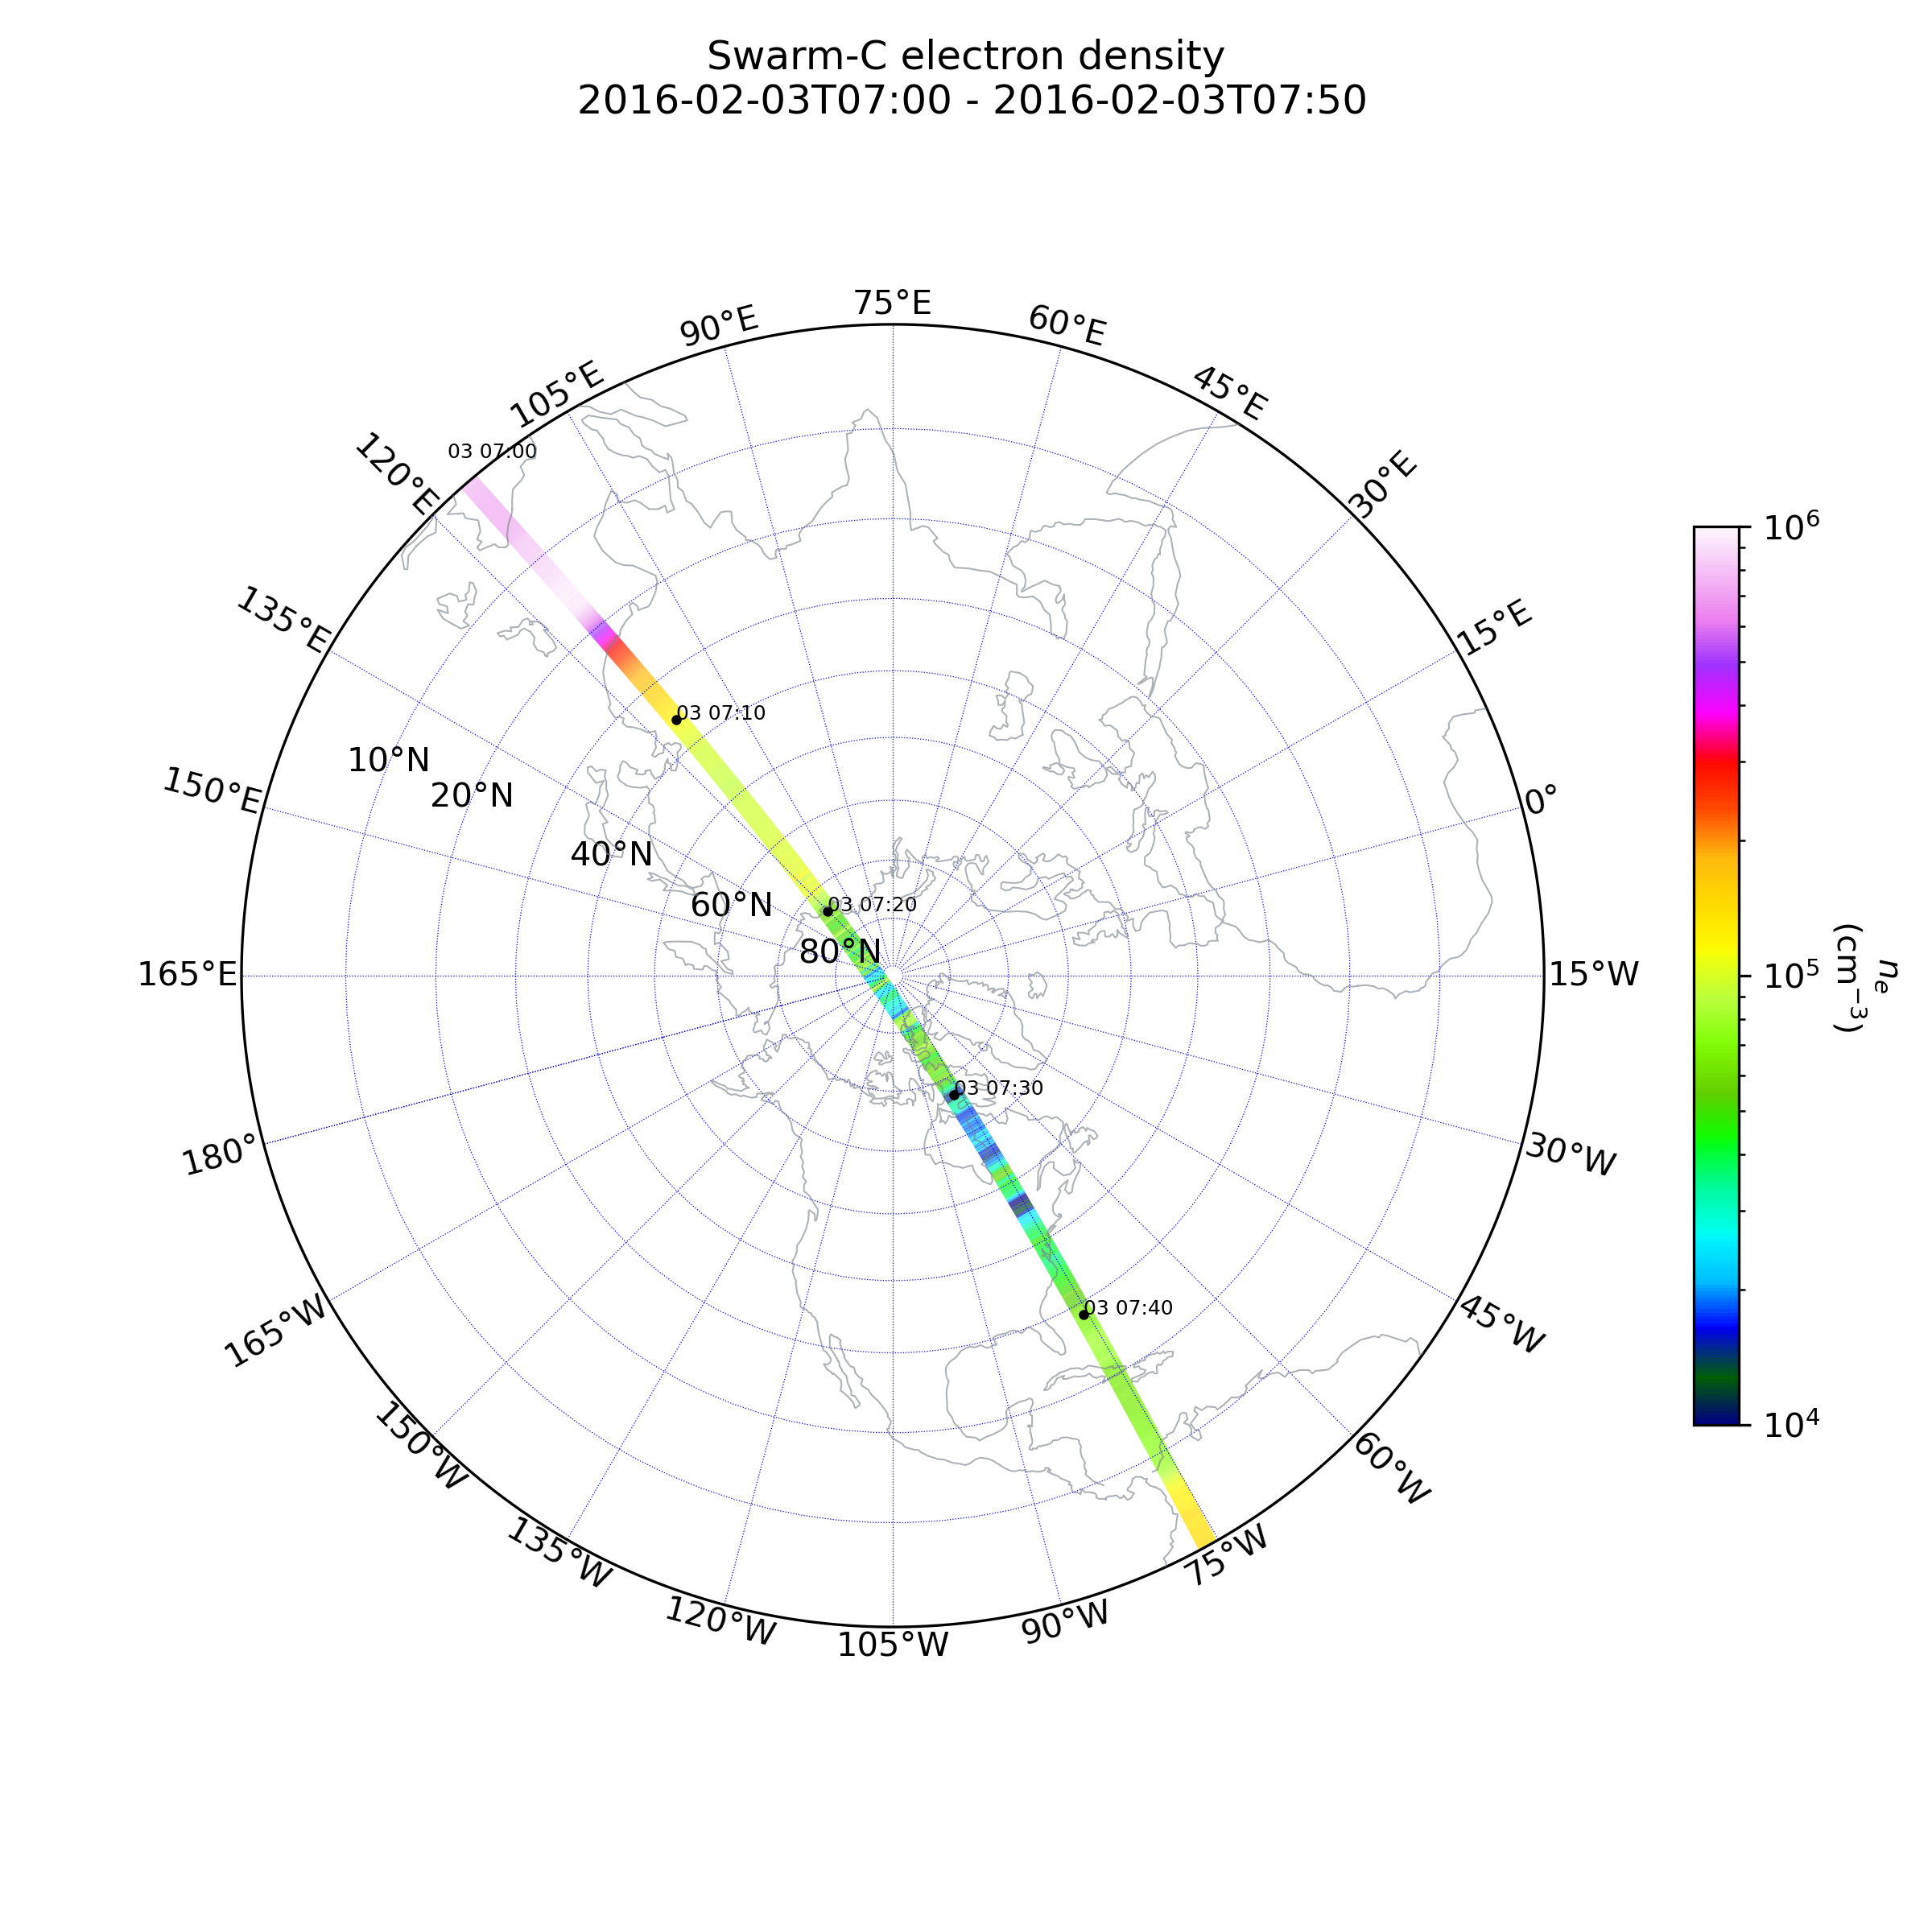 Swarm-C electron density
2016-02-03T07:00 - 2016-02-03T07:50
75°E
90°E
60°E
105°E
45°E
120°E
03 07:00
30°E
135°E
15°E
03 07:10
10°N
150°E
20°N
0°
40°N
60°N
03 07:20
80°N
165°E
15°W
03 07:30
180°
30°W
03 07:40
165°W
45°W
150°W
60°W
135°W
75°W
120°W
90°W
105°W
10⁶
10⁵
10⁴
nₑ
(cm⁻³)